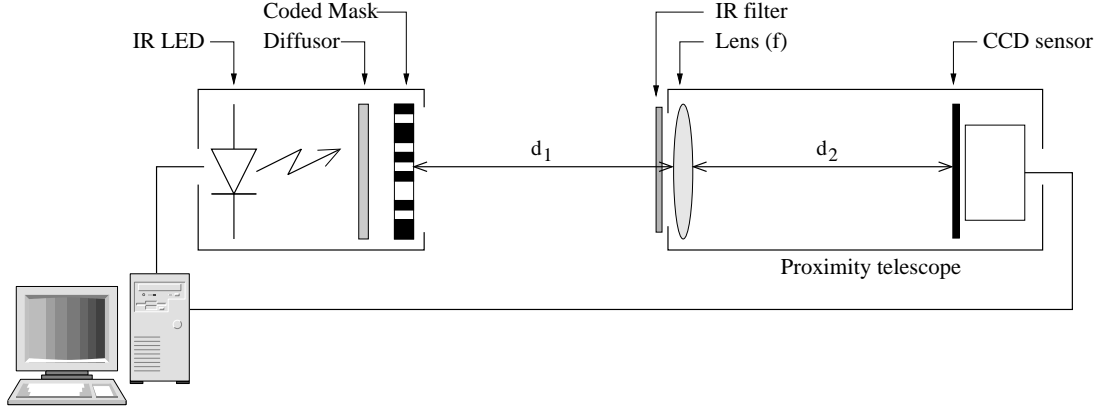 Coded Mask
IR LED
Diffusor
IR filter
Lens (f)
CCD sensor
d1
d2
Proximity telescope